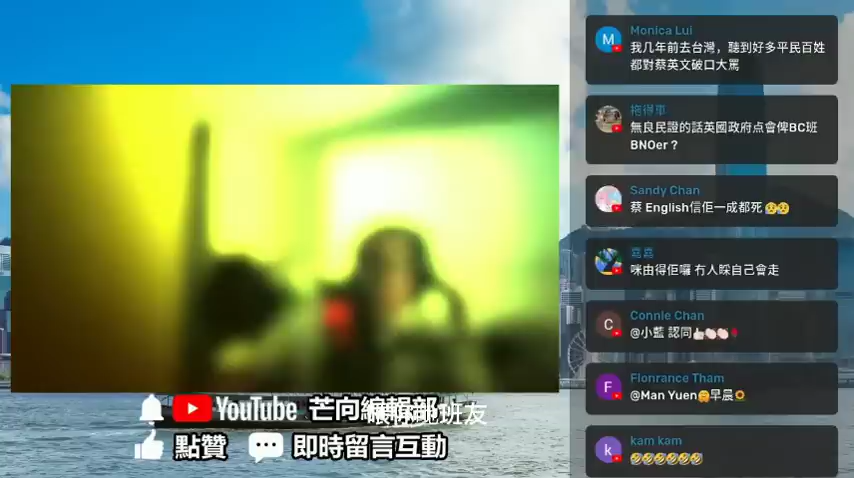 YouTube 芒向編輯部
點贊 即時留言互動
Monica Lui
我几年前去台灣，聽到好多平民百姓
都對蔡英文破口大罵
拖得車
無良民證的話英國政府点會俾BC班
BNOer？
Sandy Chan
蔡 English信佢一成都死😥😥
嘉嘉
咪由得佢囉 冇人睬自己會走
Connie Chan
@小藍 認同👍🏻👏🏻👏🏻🌹
Florance Tham
@Man Yuen🤗早晨🌻
kam kam
🤣🤣🤣🤣🤣🤣